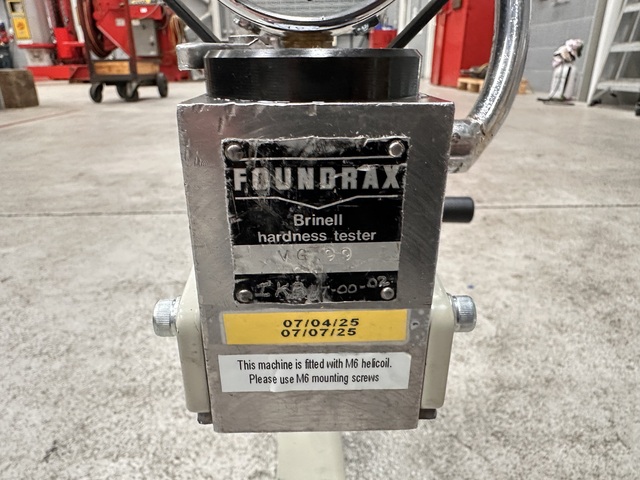 FOUNDRAX
Brinell
hardness tester
07/04/25
07/07/25
This machine is fitted with M6 helicoil.
Please use M6 mounting screws